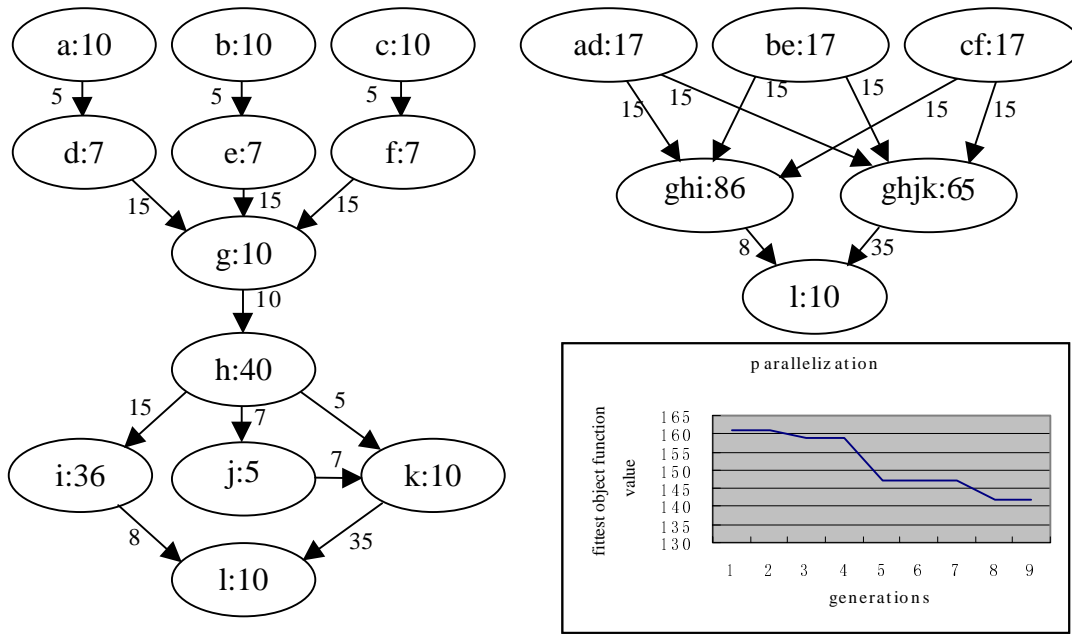 a:10 b:10 c:10
5 5 5
d:7 e:7 f:7
15 15 15
g:10
10
h:40
15 7 5
i:36 j:5 7 k:10
8 35
l:10
ad:17 be:17 cf:17
15 15 15 15 15
ghi:86 ghjk:65
8 35
l:10
parallelization
fittest object function
value
165
160
155
150
145
140
135
130
1 2 3 4 5 6 7 8 9
generations